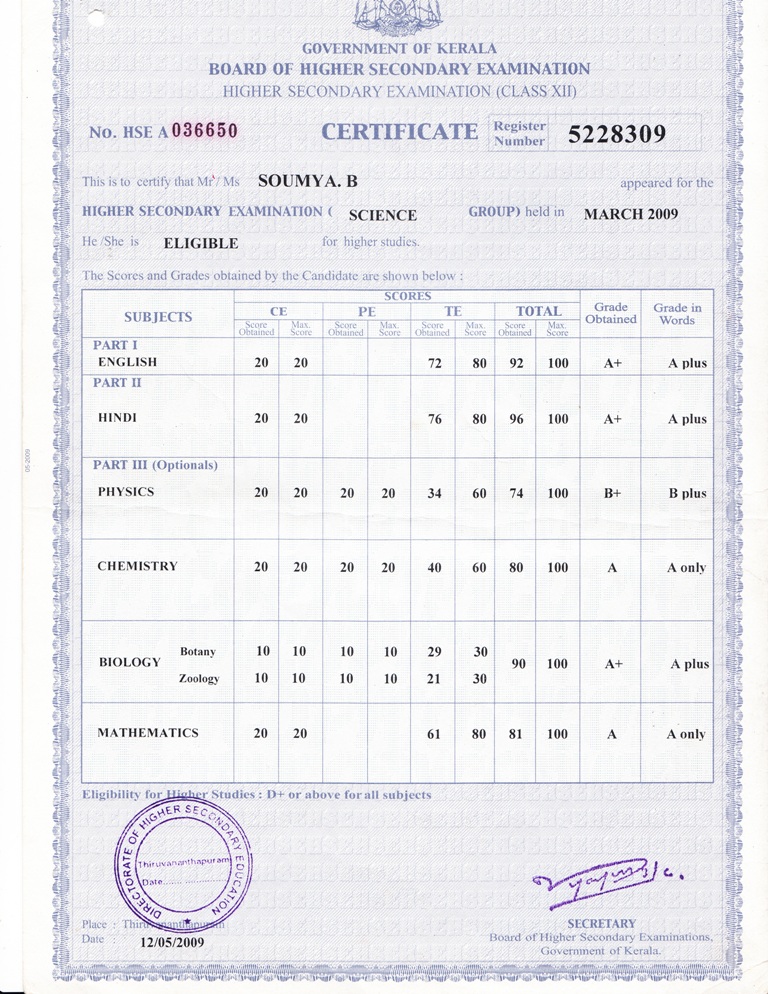 GOVERNMENT OF KERALA
BOARD OF HIGHER SECONDARY EXAMINATION
HIGHER SECONDARY EXAMINATION (CLASS XII)
No. HSE A 036650 CERTIFICATE Register Number 5228309
This is to certify that Mr / Ms SOUMYA. B appeared for the
HIGHER SECONDARY EXAMINATION ( SCIENCE GROUP) held in MARCH 2009
He /She is ELIGIBLE for higher studies.
The Scores and Grades obtained by the Candidate are shown below :
SUBJECTS SCORES Grade Obtained Grade in Words
CE PE TE TOTAL
Score Obtained Max. Score Score Obtained Max. Score Score Obtained Max. Score Score Obtained Max. Score
PART I
ENGLISH 20 20 72 80 92 100 A+ A plus
PART II
HINDI 20 20 76 80 96 100 A+ A plus
PART III (Optionals)
PHYSICS 20 20 20 20 34 60 74 100 B+ B plus
CHEMISTRY 20 20 20 20 40 60 80 100 A A only
BIOLOGY Botany 10 10 10 10 29 30 90 100 A+ A plus
Zoology 10 10 10 10 21 30
MATHEMATICS 20 20 61 80 81 100 A A only
Eligibility for Higher Studies : D+ or above for all subjects
DIRECTORATE OF HIGHER SECONDARY EDUCATION
Thiruvananthapuram
Date.....................
Place : Thiruvananthapuram
Date : 12/05/2009
SECRETARY
Board of Higher Secondary Examinations,
Government of Kerala.
05-2009